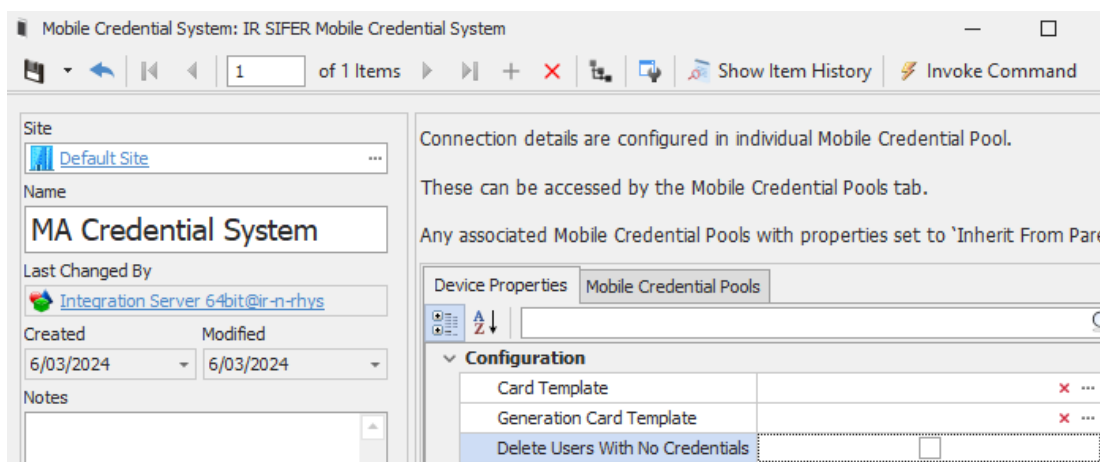 Mobile Credential System: IR SIFER Mobile Credential System
1 of 1 Items Show Item History Invoke Command
Site
Default Site
Name
MA Credential System
Last Changed By
Integration Server 64bit@ir-n-rhys
Created Modified
6/03/2024 6/03/2024
Notes
Connection details are configured in individual Mobile Credential Pool.
These can be accessed by the Mobile Credential Pools tab.
Any associated Mobile Credential Pools with properties set to `Inherit From Pare
Device Properties Mobile Credential Pools
Configuration
Card Template
Generation Card Template
Delete Users With No Credentials